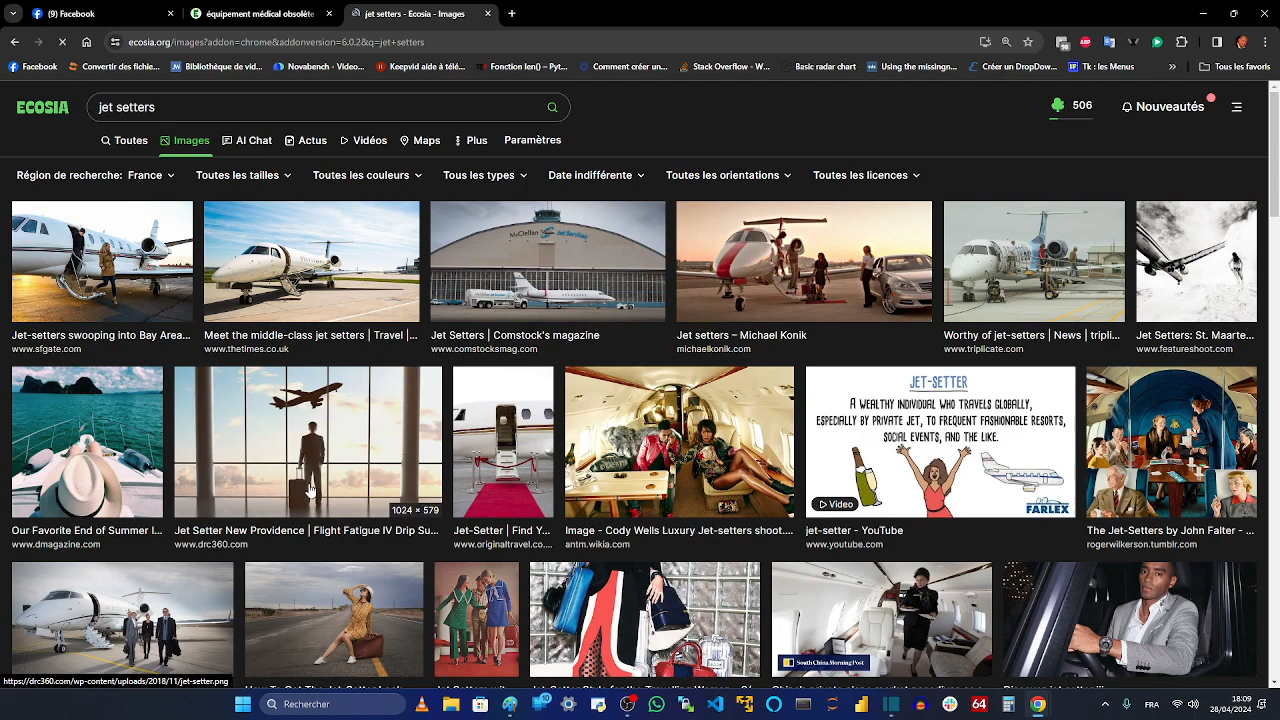 (9) Facebook
équipement médical obsolète
jet setters - Ecosia - Images
ecosia.org/images?addon=chrome&addonversion=6.0.2&q=jet+setters
Facebook
Convertir des fichie...
Bibliothèque de vid...
Novabench - Video...
Keepvid aide à télé...
Fonction len() – Pyt...
Comment créer un...
Stack Overflow - W...
Basic radar chart
Using the missingn...
Créer un DropDow...
Tk : les Menus
Tous les favoris
ECOSIA
jet setters
506
Nouveautés
Toutes
Images
AI Chat
Actus
Vidéos
Maps
Plus
Paramètres
Région de recherche: France
Toutes les tailles
Toutes les couleurs
Tous les types
Date indifférente
Toutes les orientations
Toutes les licences
McClellan Jet Services
Jet-setters swooping into Bay Area...
www.sfgate.com
Meet the middle-class jet setters | Travel |...
www.thetimes.co.uk
Jet Setters | Comstock's magazine
www.comstocksmag.com
Jet setters – Michael Konik
michaelkonik.com
Worthy of jet-setters | News | tripli...
www.triplicate.com
Jet Setters: St. Maarte...
www.featureshoot.com
1024 × 579
JET-SETTER
A WEALTHY INDIVIDUAL WHO TRAVELS GLOBALLY,
ESPECIALLY BY PRIVATE JET, TO FREQUENT FASHIONABLE RESORTS,
SOCIAL EVENTS, AND THE LIKE.
Video
FARLEX
Our Favorite End of Summer I...
www.dmagazine.com
Jet Setter New Providence | Flight Fatigue IV Drip Su...
www.drc360.com
Jet-Setter | Find Y...
www.originaltravel.co....
Image - Cody Wells Luxury Jet-setters shoot....
antm.wikia.com
jet-setter - YouTube
www.youtube.com
The Jet-Setters by John Falter -...
rogerwilkerson.tumblr.com
South China Morning Post
https://drc360.com/wp-content/uploads/2018/11/jet-setter.png
Rechercher
FRA
18:09
28/04/2024